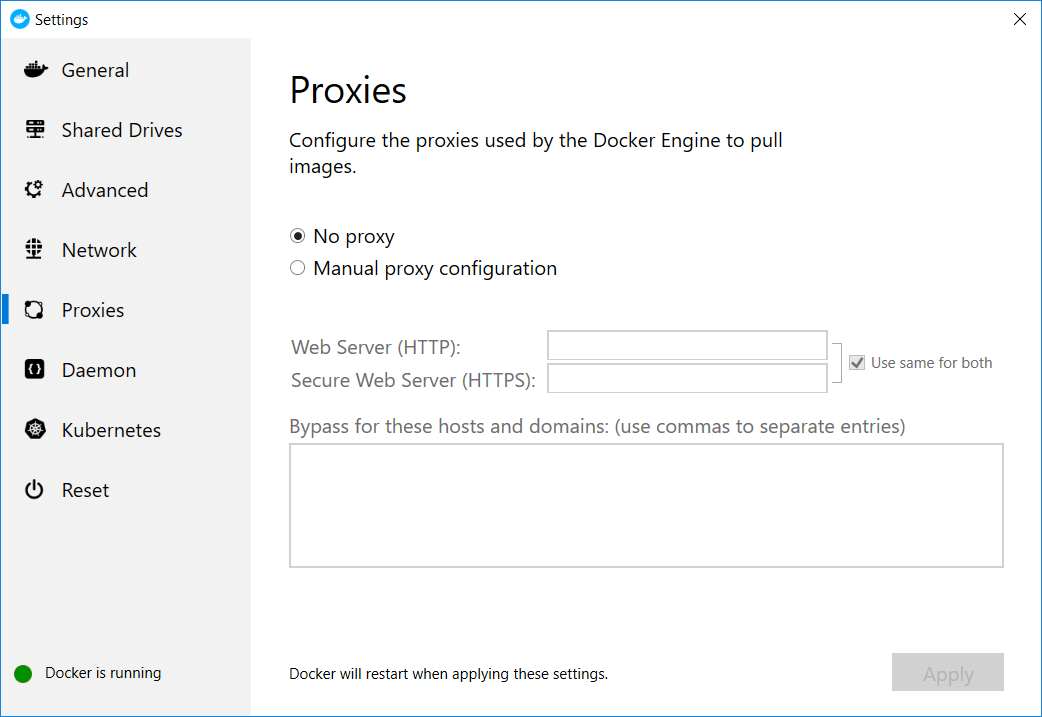 Settings
General
Shared Drives
Advanced
Network
Proxies
Daemon
Kubernetes
Reset
Docker is running
Proxies
Configure the proxies used by the Docker Engine to pull
images.
No proxy
Manual proxy configuration
Web Server (HTTP):
Secure Web Server (HTTPS):
Use same for both
Bypass for these hosts and domains: (use commas to separate entries)
Docker will restart when applying these settings.
Apply